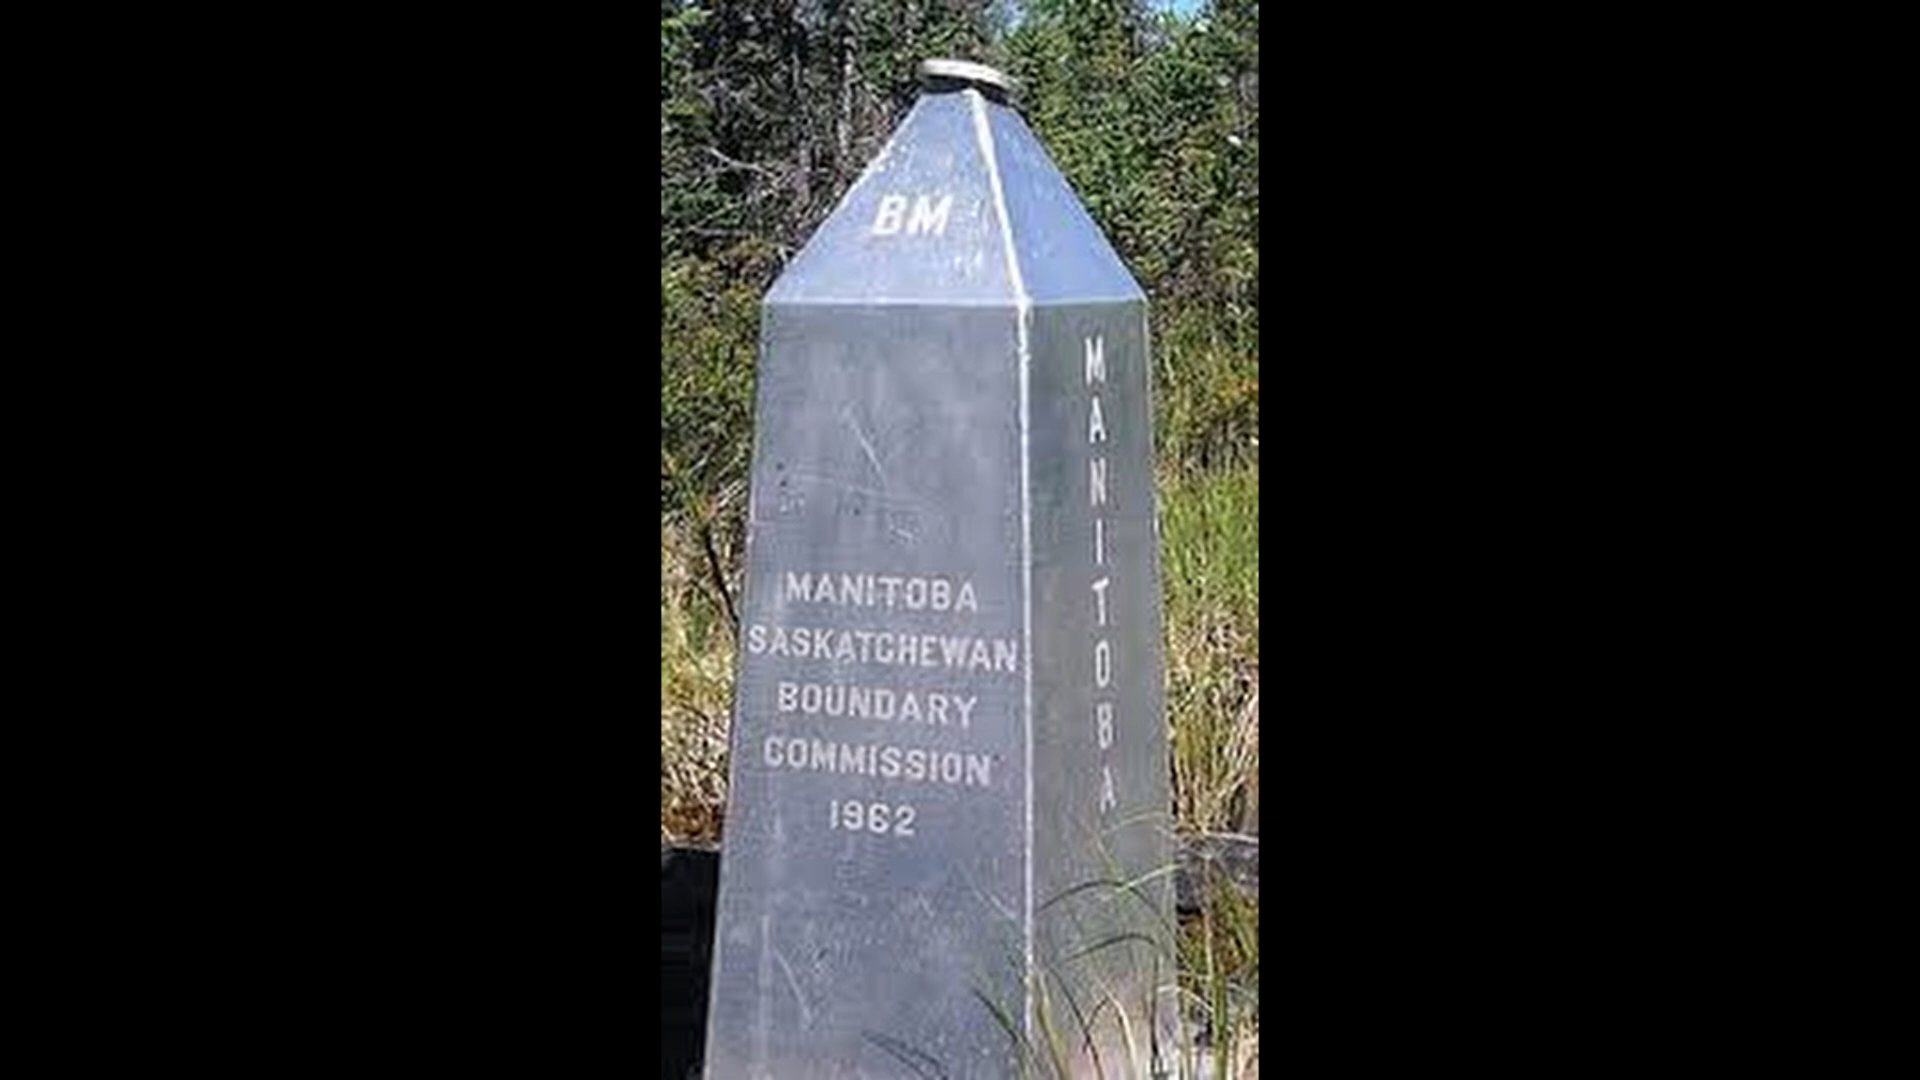 BM
MANITOBA
SASKATCHEWAN
BOUNDARY
COMMISSION
1962
MANITOBA